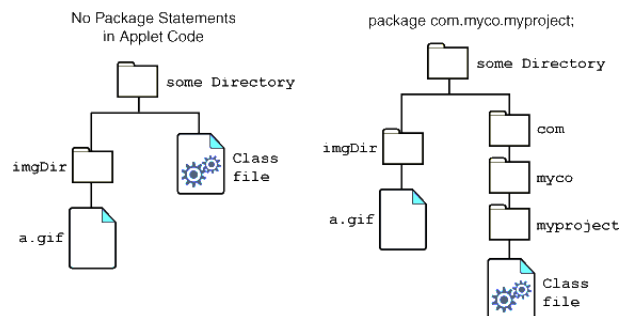 No Package Statements
in Applet Code
some Directory
imgDir
Class
file
a.gif
package com.myco.myproject;
some Directory
imgDir
com
a.gif
myco
myproject
Class
file